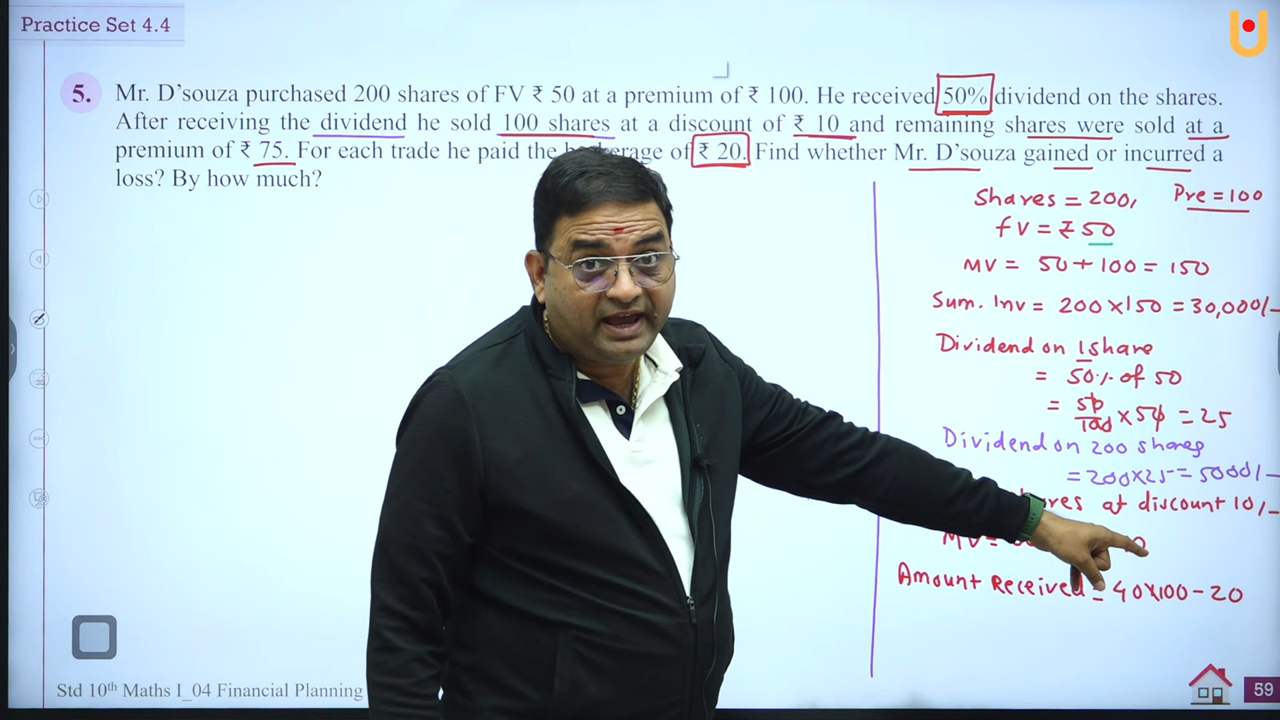 Practice Set 4.4
5. Mr. D'souza purchased 200 shares of FV ₹ 50 at a premium of ₹ 100. He received 50% dividend on the shares.
After receiving the dividend he sold 100 shares at a discount of ₹ 10 and remaining shares were sold at a
premium of ₹ 75. For each trade he paid the of ₹ 20. Find whether Mr. D'souza gained or incurred a
loss? By how much?
Shares = 200, Pre = 100
FV = ₹ 50
MV = 50 + 100 = 150
Sum. Inv = 200 × 150 = 30,000/-
Dividend on 1 share
= 50% of 50
= 50/100 × 50 = 25
Dividend on 200 shares
= 200×25 = 5000/-
at discount 10/-
MV =
Amount Received = 40×100 - 20
Std 10th Maths I_04 Financial Planning
59